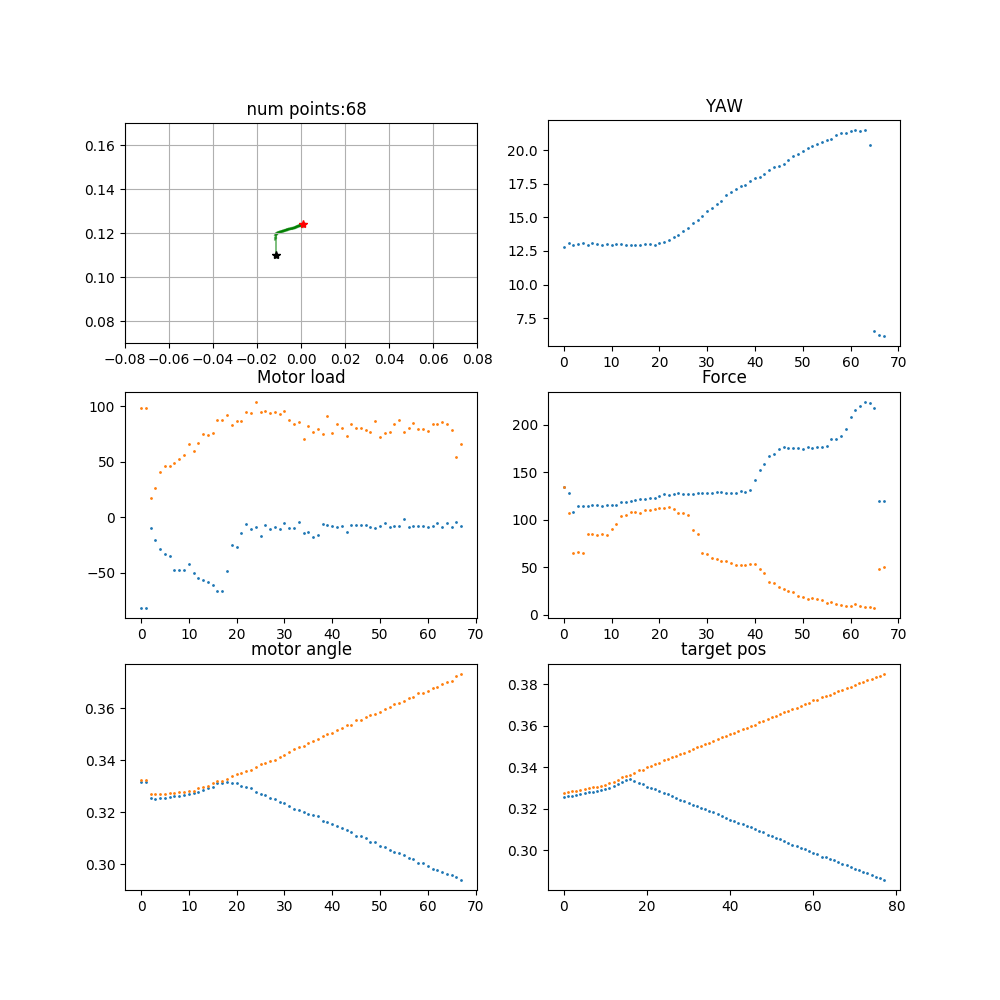 num points:68
YAW
0.16
0.14
0.12
0.10
0.08
−0.08 −0.06 −0.04 −0.02 0.00 0.02 0.04 0.06 0.08
20.0
17.5
15.0
12.5
10.0
7.5
0 10 20 30 40 50 60 70
Motor load
Force
100
50
0
−50
0 10 20 30 40 50 60 70
200
150
100
50
0
0 10 20 30 40 50 60 70
motor angle
target pos
0.36
0.34
0.32
0.30
0 10 20 30 40 50 60 70
0.38
0.36
0.34
0.32
0.30
0 20 40 60 80